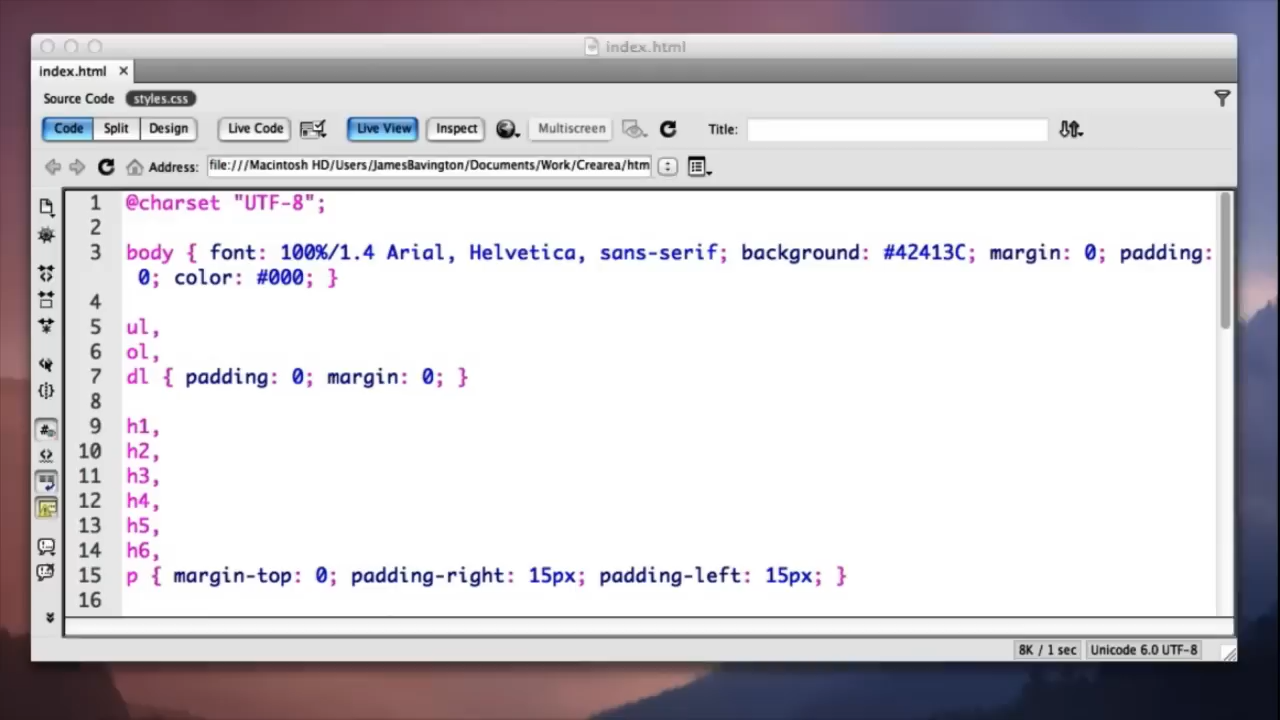 index.html
index.html ×
Source Code styles.css
Code Split Design Live Code Live View Inspect Multiscreen Title:
Address: file:///Macintosh HD/Users/JamesBavington/Documents/Work/Crearea/htm
1 @charset "UTF-8";
2
3 body { font: 100%/1.4 Arial, Helvetica, sans-serif; background: #42413C; margin: 0; padding:
0; color: #000; }
4
5 ul,
6 ol,
7 dl { padding: 0; margin: 0; }
8
9 h1,
10 h2,
11 h3,
12 h4,
13 h5,
14 h6,
15 p { margin-top: 0; padding-right: 15px; padding-left: 15px; }
16
8K / 1 sec Unicode 6.0 UTF-8